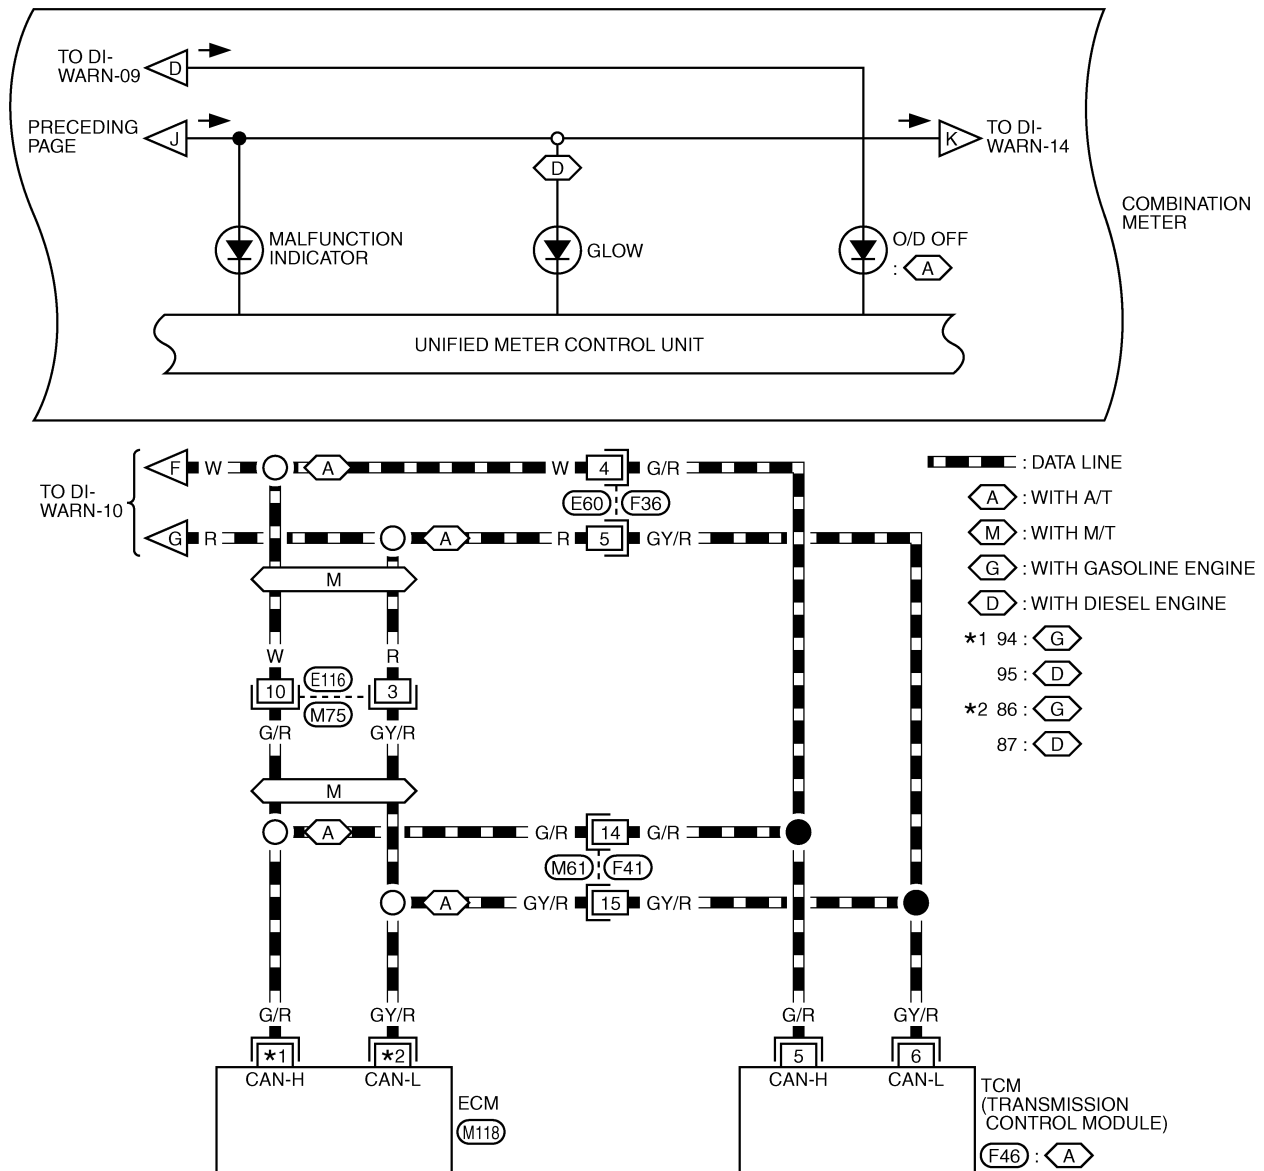 TO DI-
WARN-09
D
PRECEDING
PAGE
J
K
TO DI-
WARN-14
D
COMBINATION
METER
MALFUNCTION
INDICATOR
GLOW
O/D OFF
: A
UNIFIED METER CONTROL UNIT
TO DI-
WARN-10
F W A W 4 G/R
E60 F36
G R A R 5 GY/R
: DATA LINE
A : WITH A/T
M : WITH M/T
G : WITH GASOLINE ENGINE
D : WITH DIESEL ENGINE
*1 94 : G
95 : D
*2 86 : G
87 : D
M
W R
10 E116 3
M75
G/R GY/R
M
A G/R 14 G/R
M61 F41
A GY/R 15 GY/R
G/R GY/R G/R GY/R
*1 *2 5 6
CAN-H CAN-L CAN-H CAN-L
ECM
M118
TCM
(TRANSMISSION
CONTROL MODULE)
F46 : A